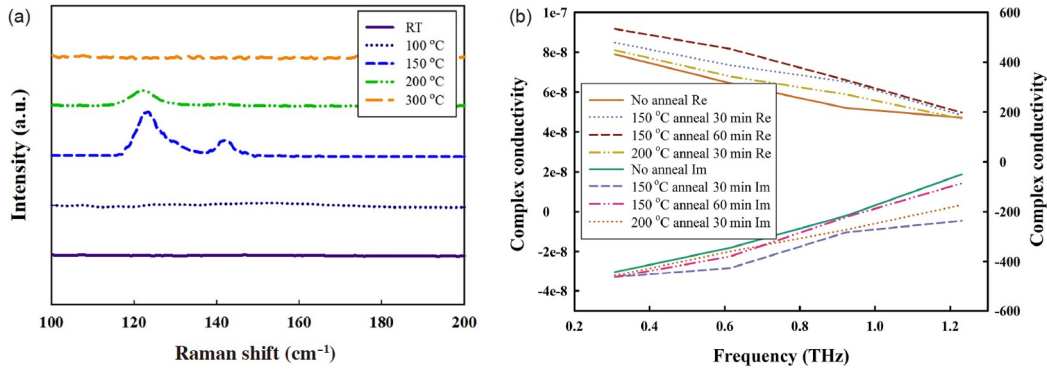 (a)
RT
100 °C
150 °C
200 °C
300 °C
Intensity (a.u.)
100 120 140 160 180 200
Raman shift (cm⁻¹)
(b)
1e-7
8e-8
6e-8
4e-8
2e-8
0
-2e-8
-4e-8
Complex conductivity
No anneal Re
150 °C anneal 30 min Re
150 °C anneal 60 min Re
200 °C anneal 30 min Re
No anneal Im
150 °C anneal 30 min Im
150 °C anneal 60 min Im
200 °C anneal 30 min Im
600
400
200
0
-200
-400
-600
Complex conductivity
0.2 0.4 0.6 0.8 1.0 1.2
Frequency (THz)